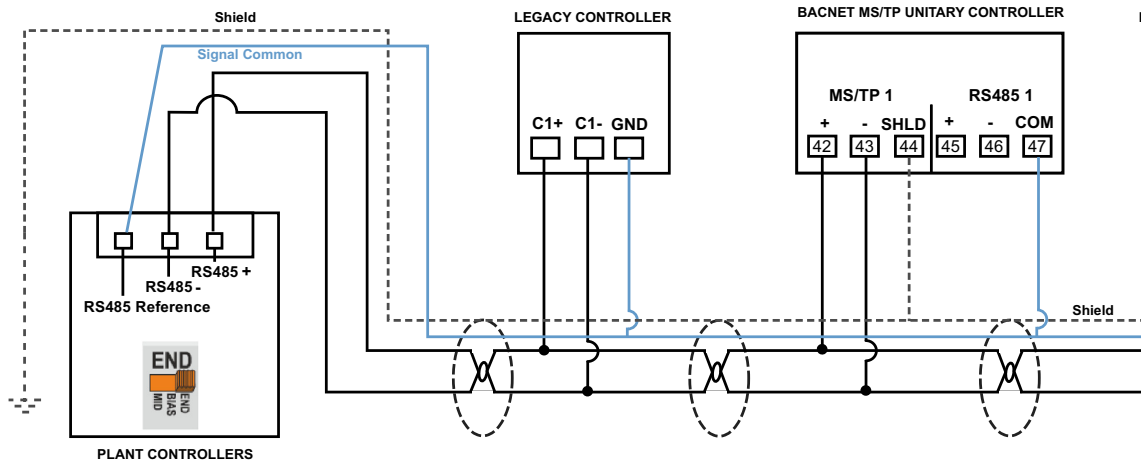 Shield
LEGACY CONTROLLER
BACNET MS/TP UNITARY CONTROLLER
Signal Common
MS/TP 1
RS485 1
C1+ C1- GND
+ - SHLD + - COM
42 43 44 45 46 47
RS485 +
RS485 -
RS485 Reference
Shield
END
MID
BIAS
END
PLANT CONTROLLERS